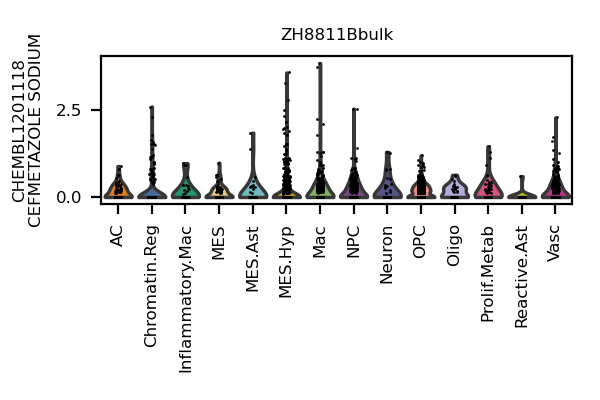 ZH8811Bbulk
CHEMBL1201118
CEFMETAZOLE SODIUM
2.5
0.0
AC
Chromatin.Reg
Inflammatory.Mac
MES
MES.Ast
MES.Hyp
Mac
NPC
Neuron
OPC
Oligo
Prolif.Metab
Reactive.Ast
Vasc